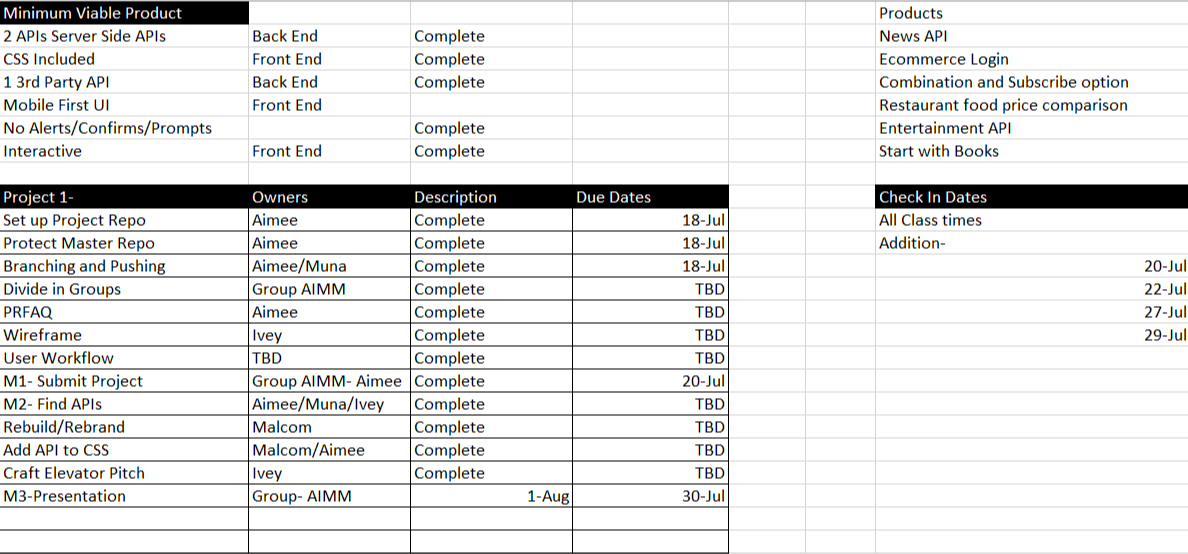 Minimum Viable Product Products
2 APIs Server Side APIs Back End Complete News API
CSS Included Front End Complete Ecommerce Login
1 3rd Party API Back End Complete Combination and Subscribe option
Mobile First UI Front End Restaurant food price comparison
No Alerts/Confirms/Prompts Complete Entertainment API
Interactive Front End Complete Start with Books
Project 1- Owners Description Due Dates Check In Dates
Set up Project Repo Aimee Complete 18-Jul All Class times
Protect Master Repo Aimee Complete 18-Jul Addition-
Branching and Pushing Aimee/Muna Complete 18-Jul 20-Jul
Divide in Groups Group AIMM Complete TBD 22-Jul
PRFAQ Aimee Complete TBD 27-Jul
Wireframe Ivey Complete TBD 29-Jul
User Workflow TBD Complete TBD
M1- Submit Project Group AIMM- Aimee Complete 20-Jul
M2- Find APIs Aimee/Muna/Ivey Complete TBD
Rebuild/Rebrand Malcom Complete TBD
Add API to CSS Malcom/Aimee Complete TBD
Craft Elevator Pitch Ivey Complete TBD
M3-Presentation Group- AIMM 1-Aug 30-Jul